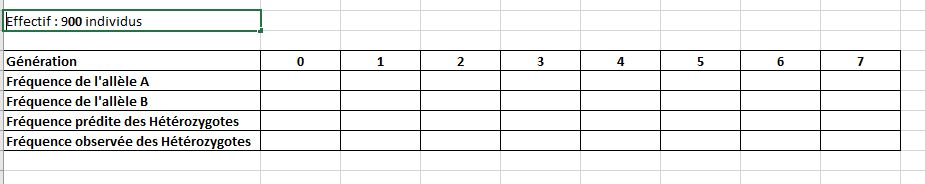 Effectif : 900 individus
Génération 0 1 2 3 4 5 6 7
Fréquence de l'allèle A
Fréquence de l'allèle B
Fréquence prédite des Hétérozygotes
Fréquence observée des Hétérozygotes